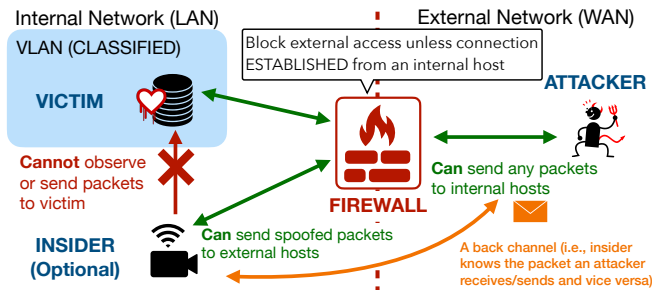 Internal Network (LAN)
External Network (WAN)
VLAN (CLASSIFIED)
Block external access unless connection
ESTABLISHED from an internal host
VICTIM
ATTACKER
Cannot observe
or send packets
to victim
Can send any packets
to internal hosts
FIREWALL
INSIDER
(Optional)
Can send spoofed packets
to external hosts
A back channel (i.e., insider
knows the packet an attacker
receives/sends and vice versa)